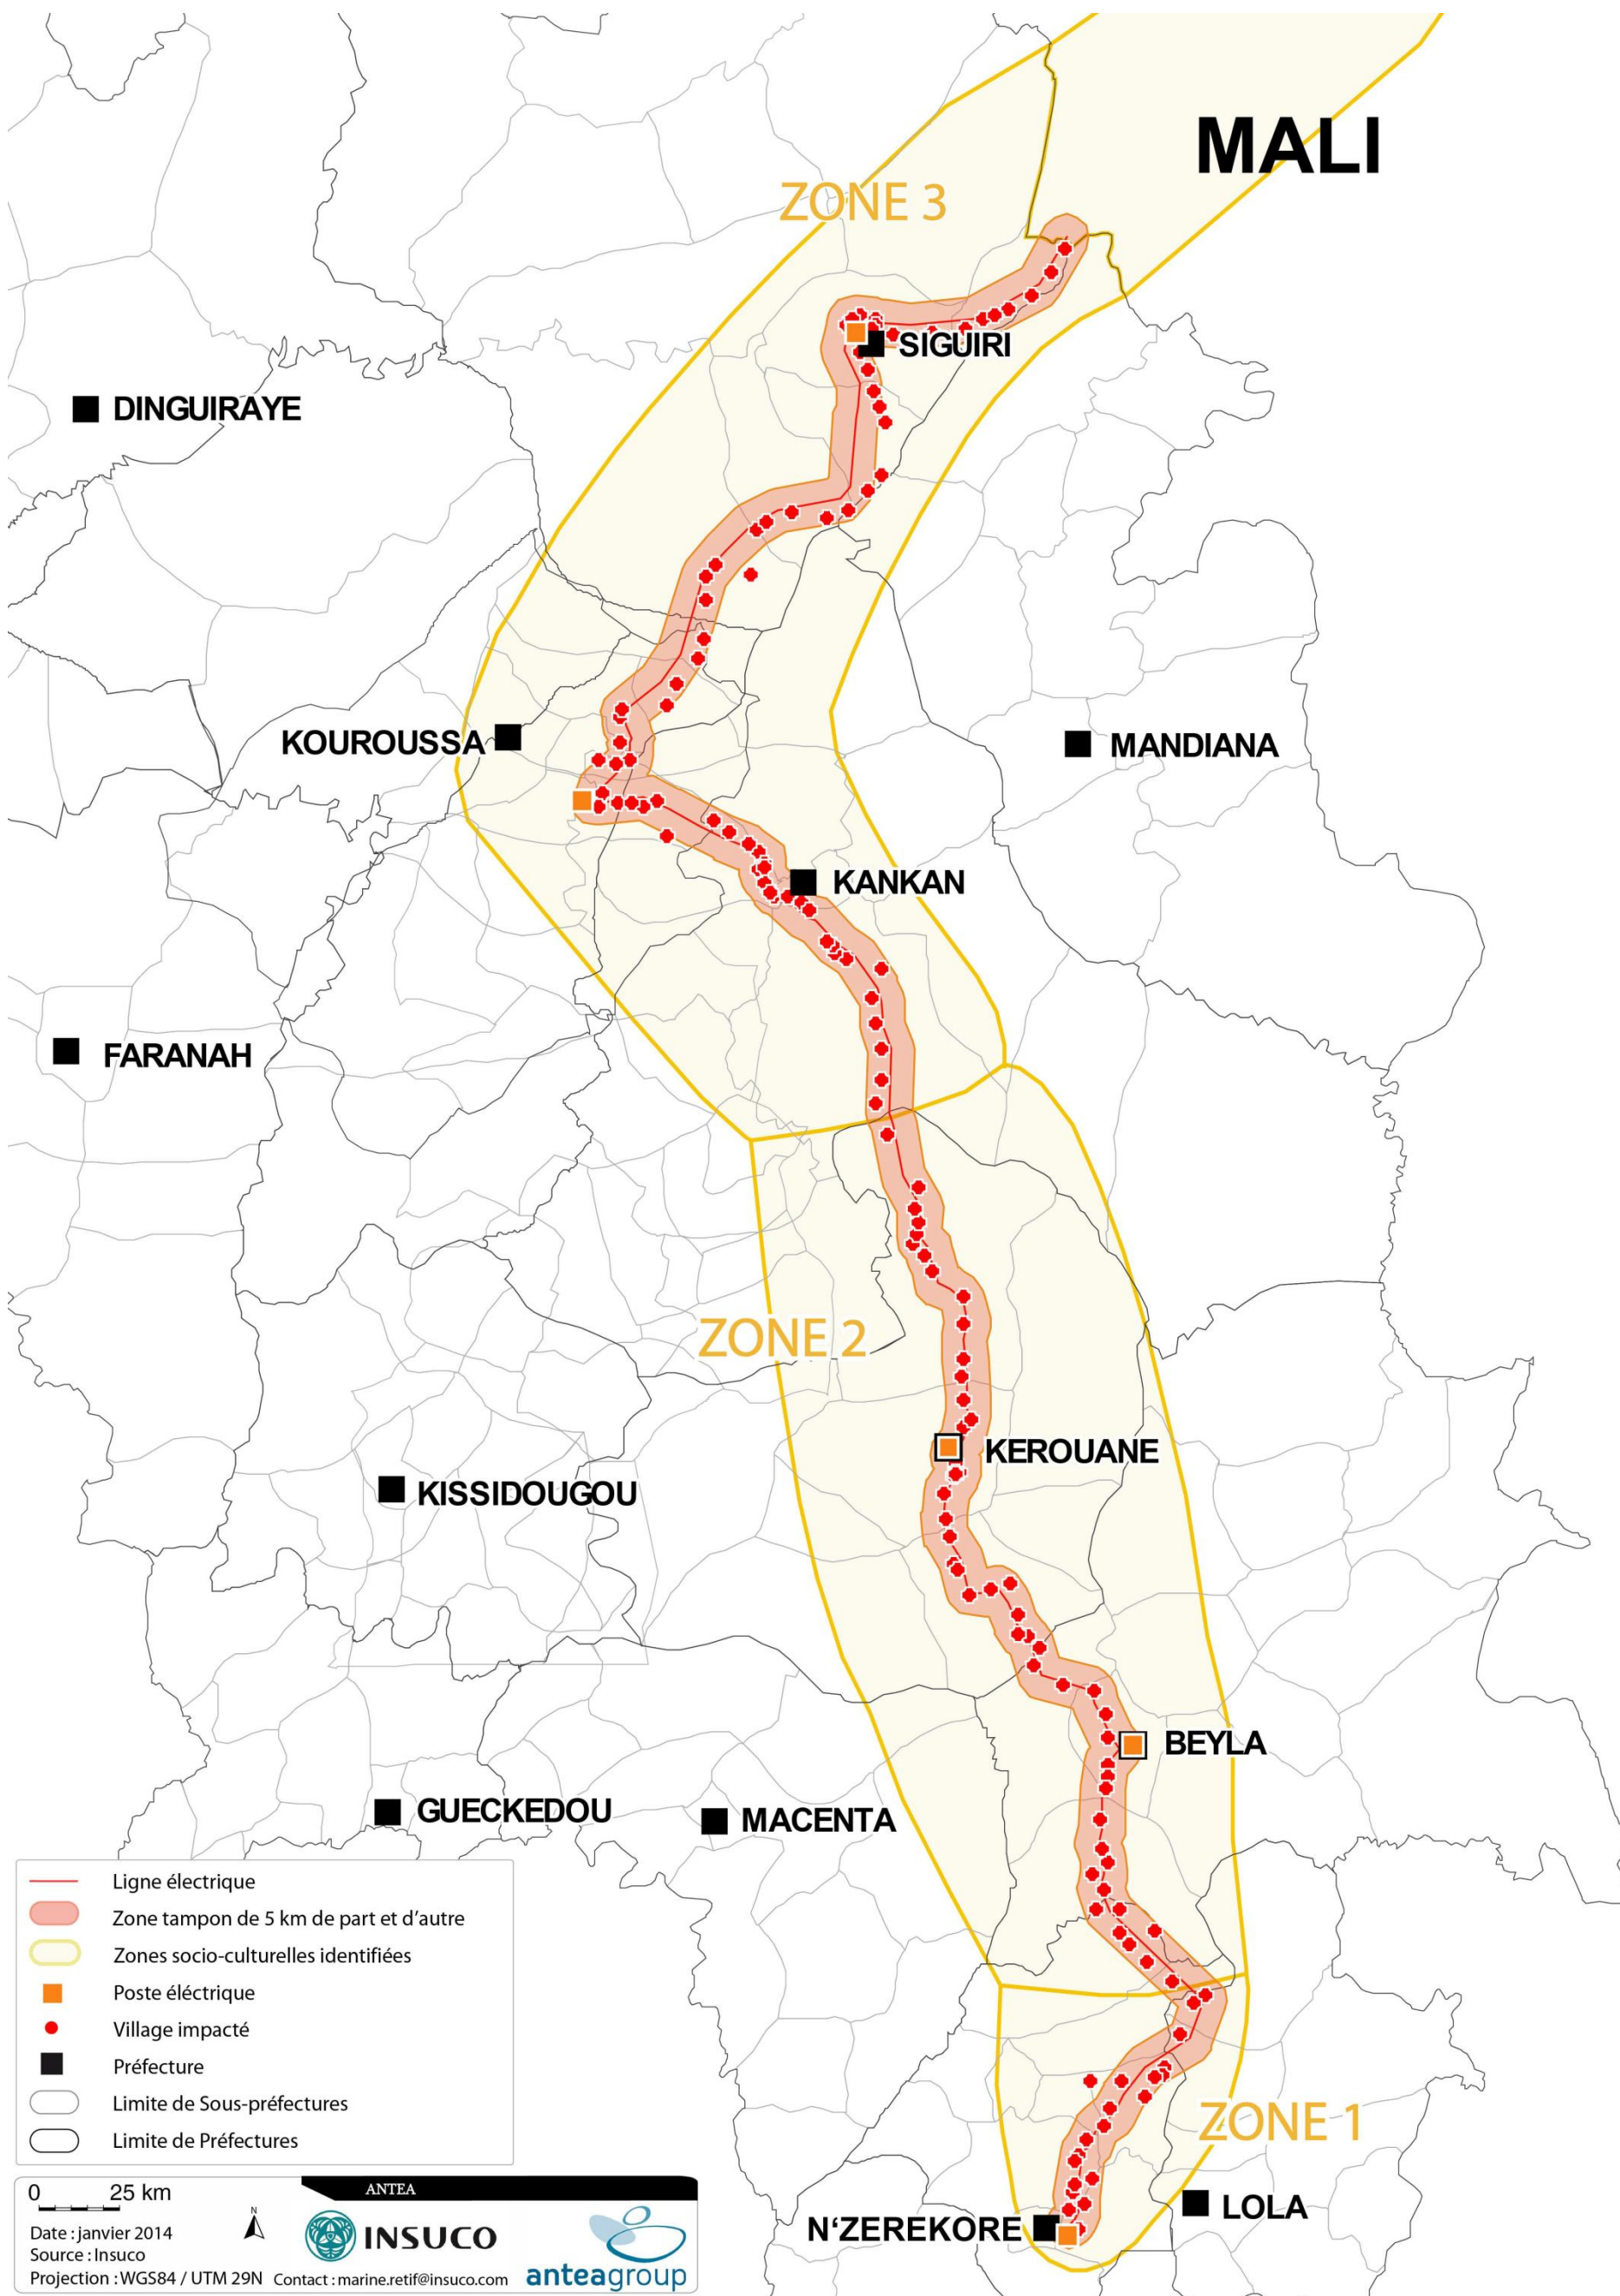 MALI
ZONE 3
SIGUIRI
DINGUIRAYE
KOUROUSSA
MANDIANA
KANKAN
FARANAH
ZONE 2
KEROUANE
KISSIDOUGOU
BEYLA
GUECKEDOU
MACENTA
ZONE 1
LOLA
N‘ZEREKORE
Ligne électrique
Zone tampon de 5 km de part et d’autre
Zones socio-culturelles identifiées
Poste éléctrique
Village impacté
Préfecture
Limite de Sous-préfectures
Limite de Préfectures
0 25 km
N
Date : janvier 2014
Source : Insuco
Projection : WGS84 / UTM 29N
ANTEA
INSUCO
Contact : marine.retif@insuco.com
anteagroup